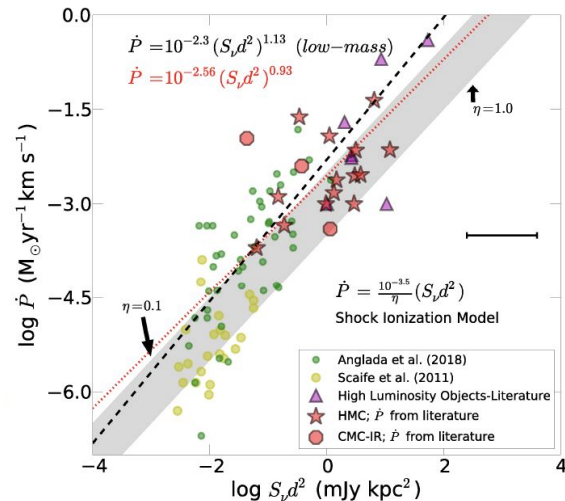 0.0
−1.5
−3.0
−4.5
−6.0
log Ṗ (M⊙yr⁻¹km s⁻¹)
Ṗ=10^{-2.3}(S_νd²)^{1.13} (low−mass)
Ṗ=10^{-2.56}(S_νd²)^{0.93}
η=1.0
η=0.1
Ṗ = \frac{10^{-3.5}}{η}(S_νd²)
Shock Ionization Model
Anglada et al. (2018)
Scaife et al. (2011)
High Luminosity Objects-Literature
HMC; Ṗ from literature
CMC-IR; Ṗ from literature
−4 −2 0 2 4
log S_νd² (mJy kpc²)